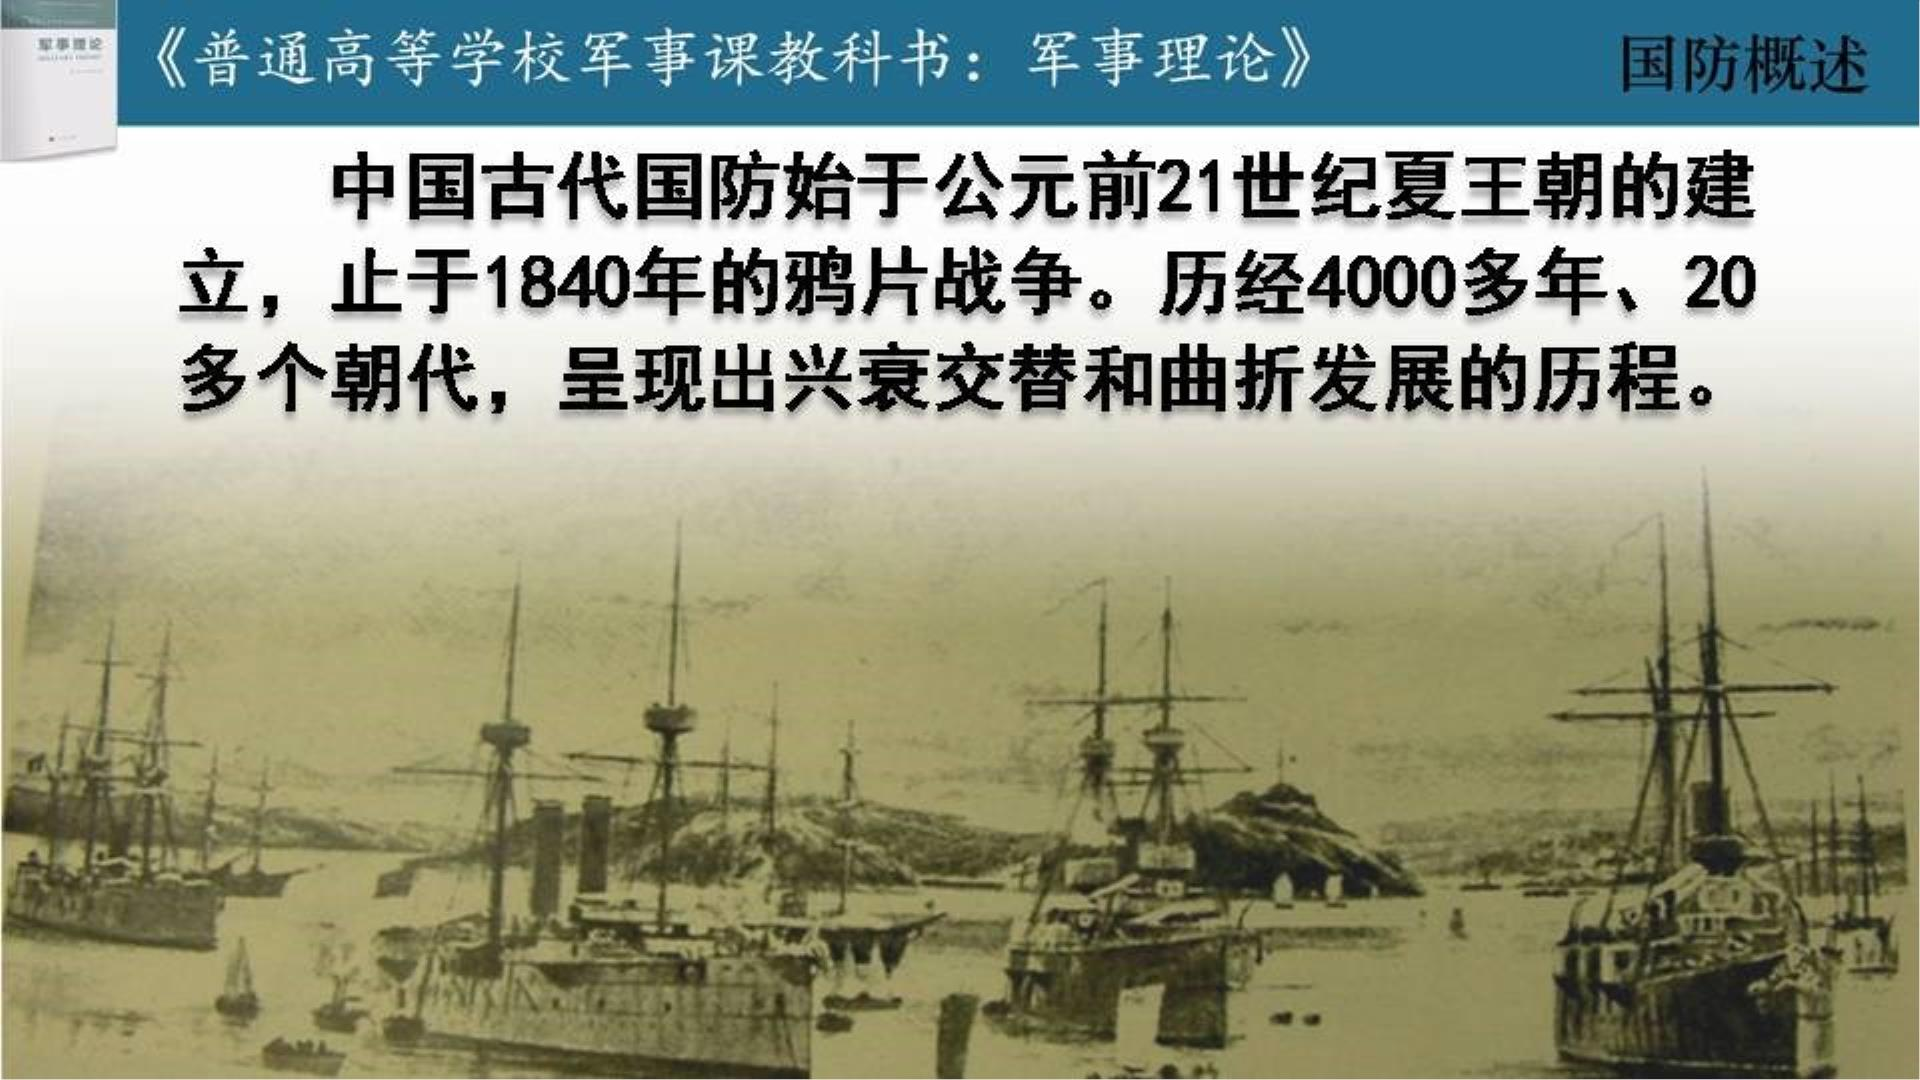 军事理论
《普通高等学校军事课教科书：军事理论》
国防概述
中国古代国防始于公元前21世纪夏王朝的建
立，止于1840年的鸦片战争。历经4000多年、20
多个朝代，呈现出兴衰交替和曲折发展的历程。